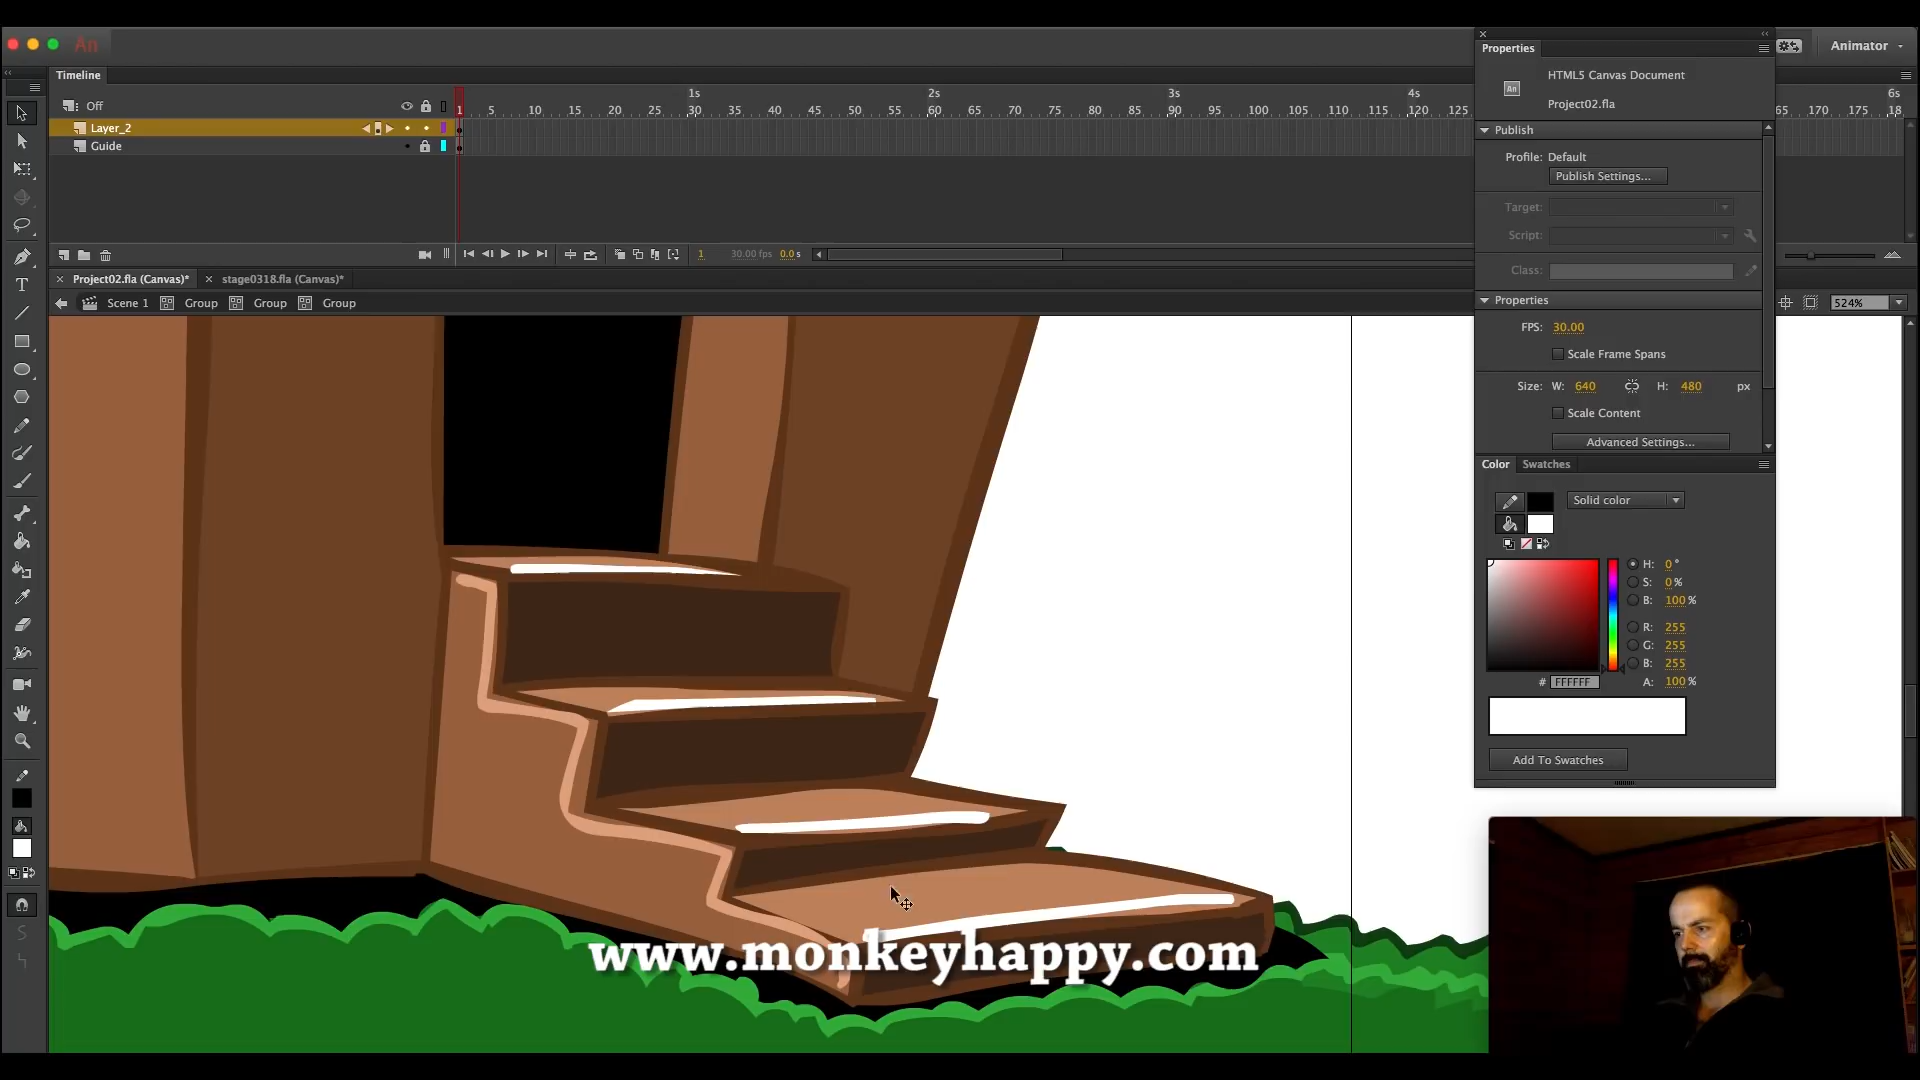 An
Properties
Animator
HTML5 Canvas Document
An
Project02.fla
Timeline
Off
1s 2s 3s 4s 6s
1 5 10 15 20 25 30 35 40 45 50 55 60 65 70 75 80 85 90 95 100 105 110 115 120 125 65 170 175 18
Layer_2
Guide
Publish
Profile: Default
Publish Settings...
Target:
Script:
Class:
1 30.00 fps 0.0 s
Project02.fla (Canvas)*
stage0318.fla (Canvas)*
Scene 1 Group Group Group
524%
Properties
FPS: 30.00
Scale Frame Spans
Size: W: 640 H: 480 px
Scale Content
Advanced Settings...
Color Swatches
Solid color
H: 0 °
S: 0 %
B: 100 %
R: 255
G: 255
B: 255
# FFFFFF A: 100 %
Add To Swatches
www.monkeyhappy.com